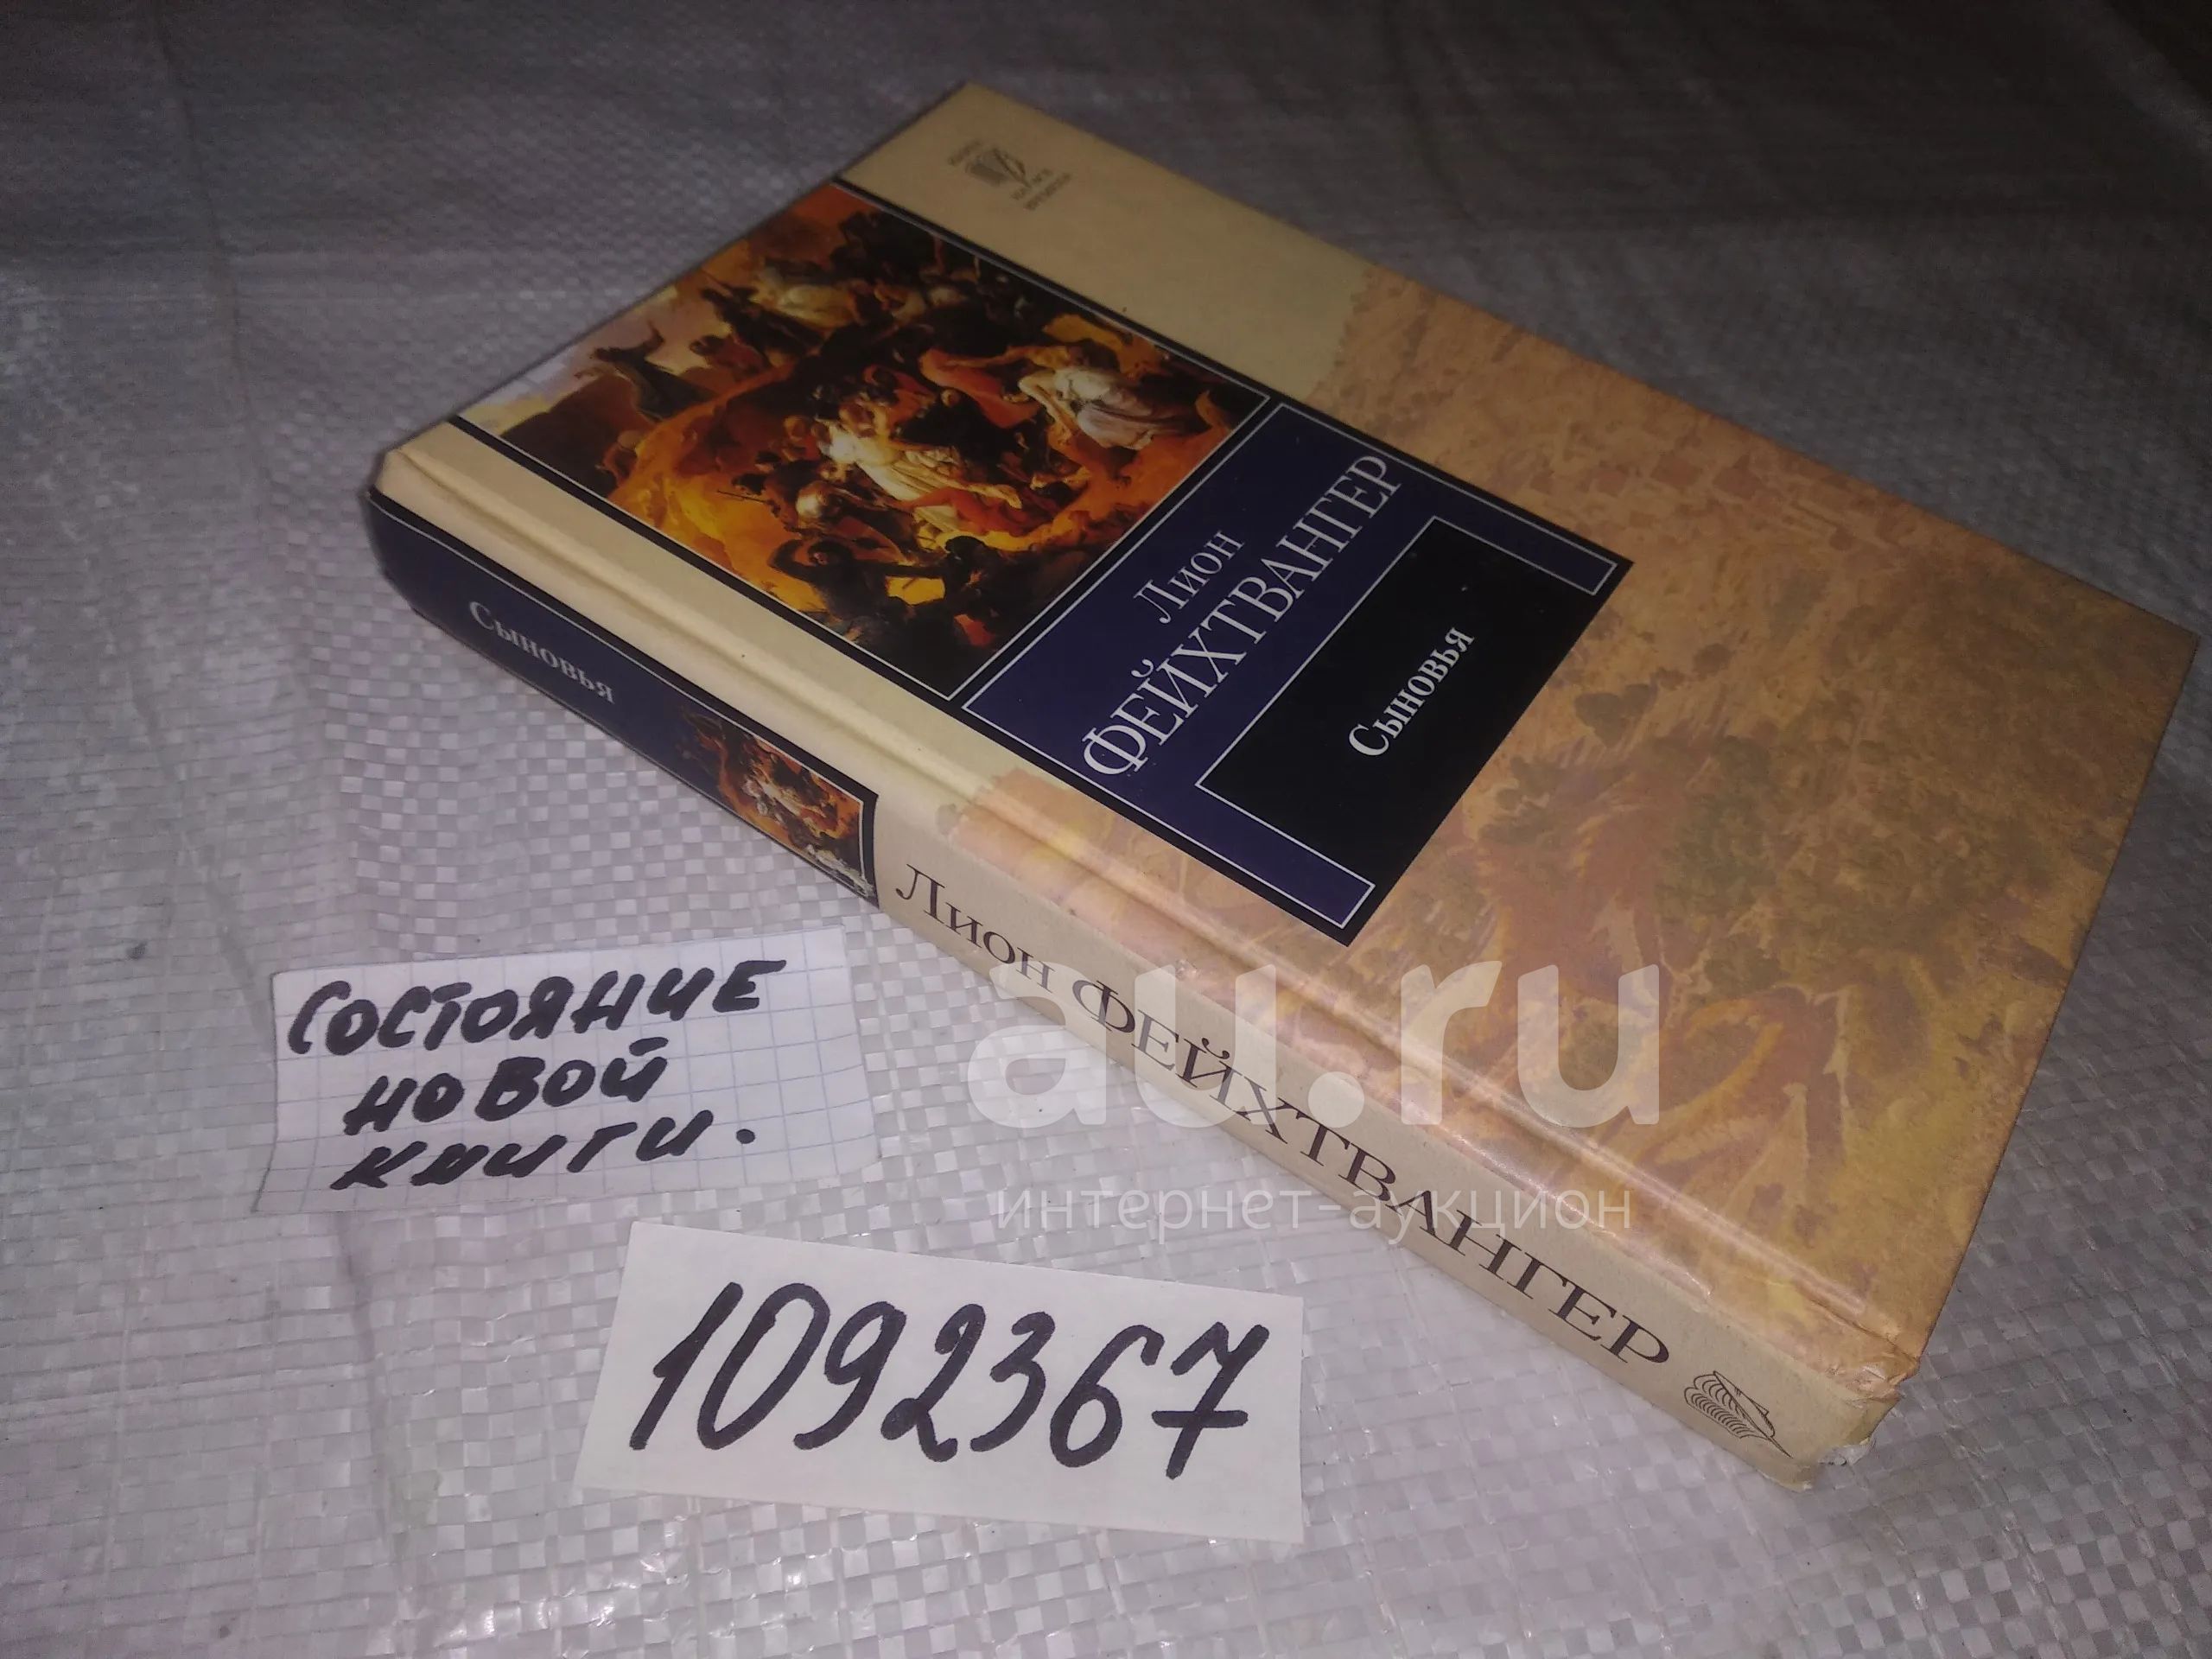 Лион
ФЕЙХТВАНГЕР
Сыновья
Сыновья
Лион ФЕЙХТВАНГЕР
au.ru
интернет-аукцион
СОСТОЯНИЕ
НОВОЙ
КНИГИ.
1092367